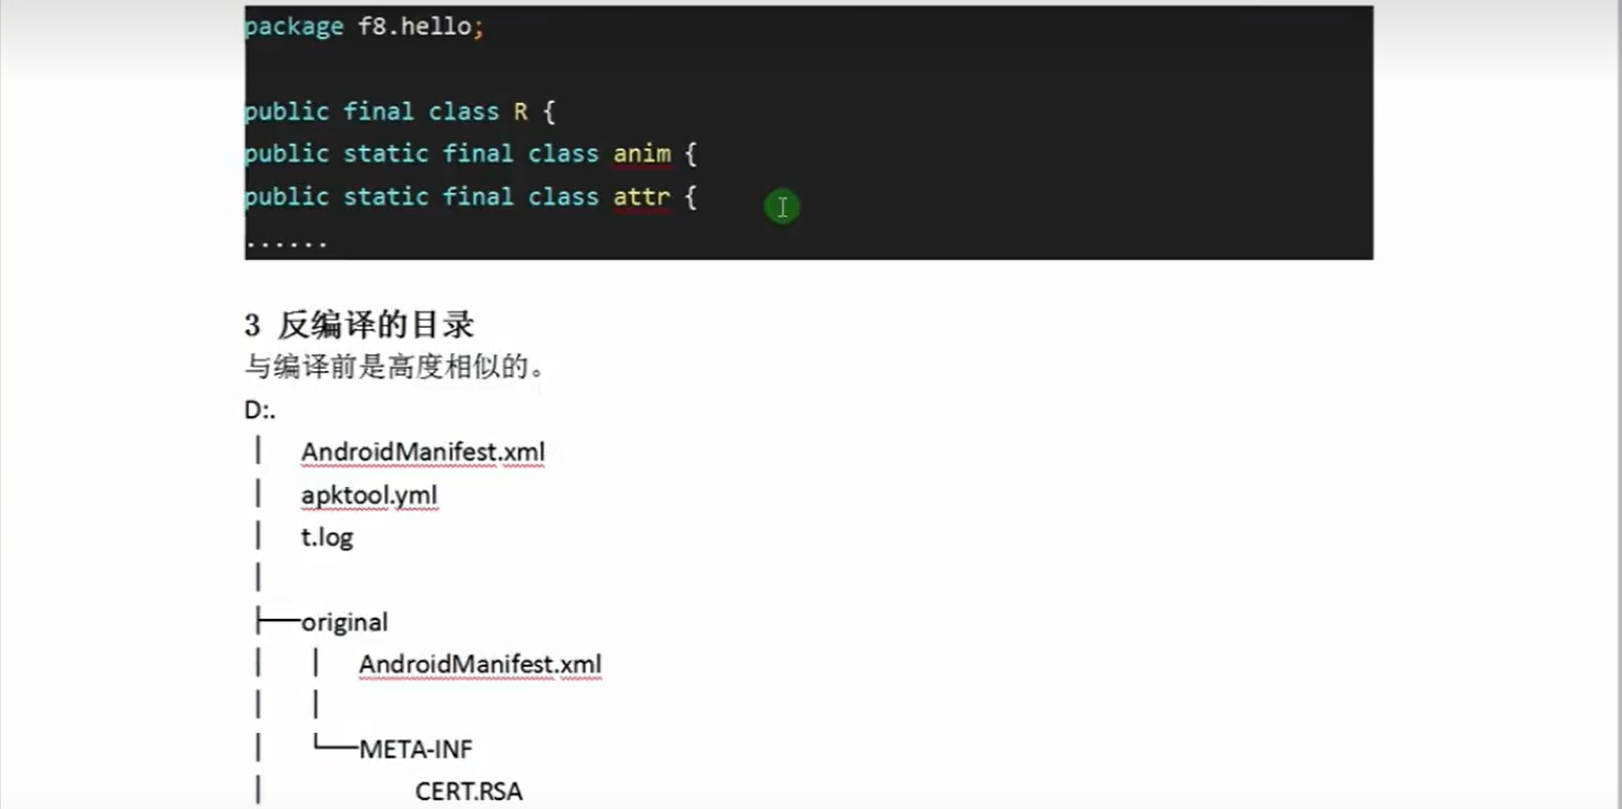 package f8.hello;
public final class R {
public static final class anim {
public static final class attr {
......
3 反编译的目录
与编译前是高度相似的。
D:.
│ AndroidManifest.xml
│ apktool.yml
│ t.log
│
├──original
│ │ AndroidManifest.xml
│ │
│ └──META-INF
│ CERT.RSA